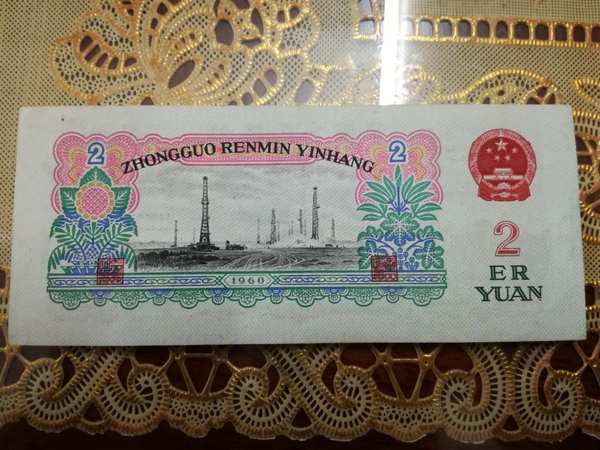 2
ZHONGGUO RENMIN YINHANG
2
1960
2
ER
YUAN